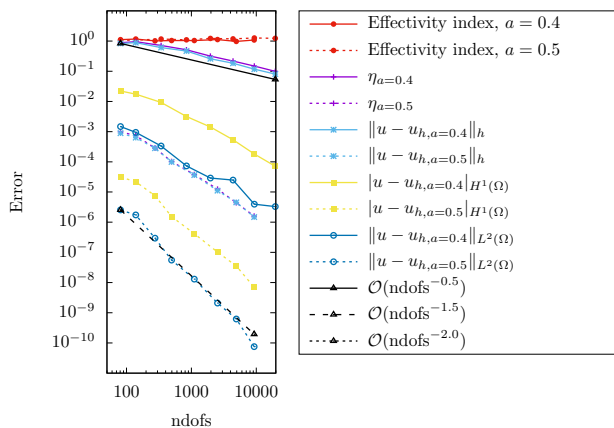 Error
10^0
10^{-1}
10^{-2}
10^{-3}
10^{-4}
10^{-5}
10^{-6}
10^{-7}
10^{-8}
10^{-9}
10^{-10}
100
1000
10000
ndofs
Effectivity index, a = 0.4
Effectivity index, a = 0.5
η_{a=0.4}
η_{a=0.5}
‖u − u_{h,a=0.4}‖_h
‖u − u_{h,a=0.5}‖_h
|u − u_{h,a=0.4}|_{H^1(Ω)}
|u − u_{h,a=0.5}|_{H^1(Ω)}
‖u − u_{h,a=0.4}‖_{L^2(Ω)}
‖u − u_{h,a=0.5}‖_{L^2(Ω)}
𝒪(ndofs^{−0.5})
𝒪(ndofs^{−1.5})
𝒪(ndofs^{−2.0})